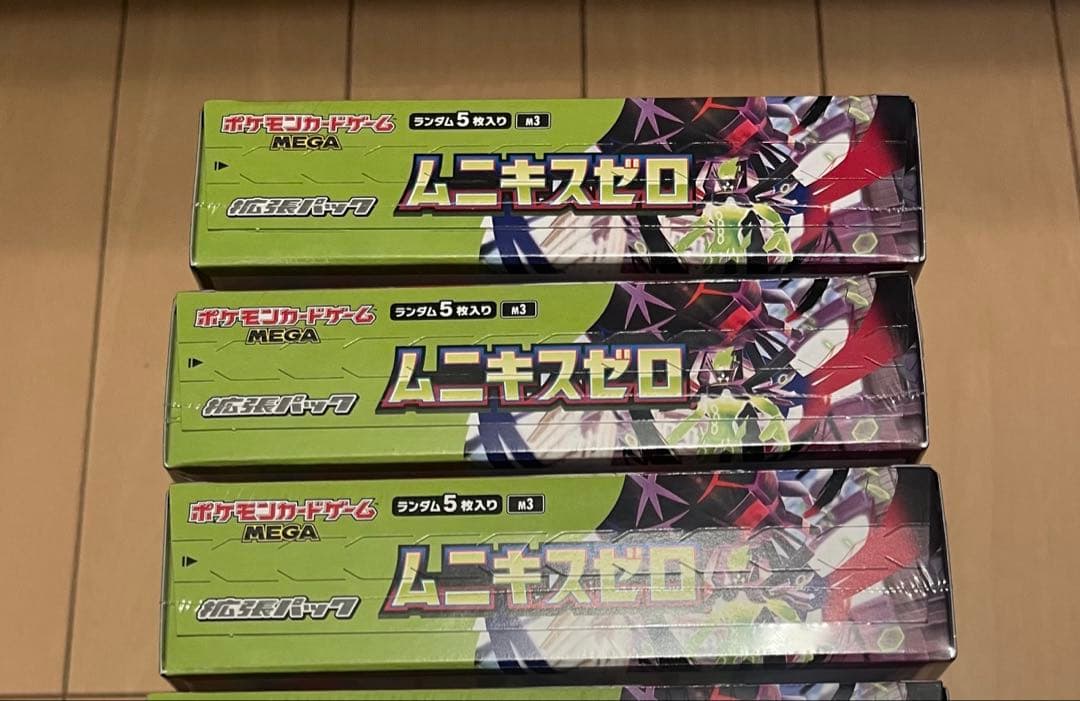 ポケモンカードゲーム
MEGA
ランダム5枚入り M3
ムニキスゼロ
拡張パック
ポケモンカードゲーム
MEGA
ランダム5枚入り M3
ムニキスゼロ
拡張パック
ポケモンカードゲーム
MEGA
ランダム5枚入り M3
ムニキスゼロ
拡張パック